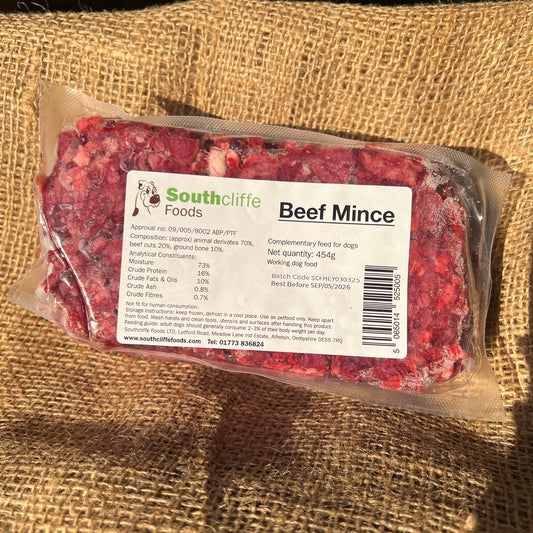 Southcliffe
Foods
Beef Mince
Approval no: 09/005/8002 ABP/PTF
Composition: (approx) animal derivates 70%,
beef cuts 20%, ground bone 10%.
Analytical Constituents:
Moisture 73%
Crude Protein 16%
Crude Fats & Oils 10%
Crude Ash 0.8%
Crude Fibres 0.7%
Complementary feed for dogs
Net quantity: 454g
Working dog food
Batch Code SCFHEY030325
Best Before SEP/05/2026
Not fit for human consumption.
Storage instructions: keep frozen, defrost in a cool place. Use as petfood only. Keep apart
from food. Wash hands and clean tools, utensils and surfaces after handling this product.
Feeding guide: adult dogs should generally consume 2–3% of their body weight per day.
Southcliffe Foods LTD, Lydford Road, Meadow Lane Ind Estate, Alfreton, Derbyshire DE55 7RQ
www.southcliffefoods.com Tel: 01773 836824
5 065014 525005